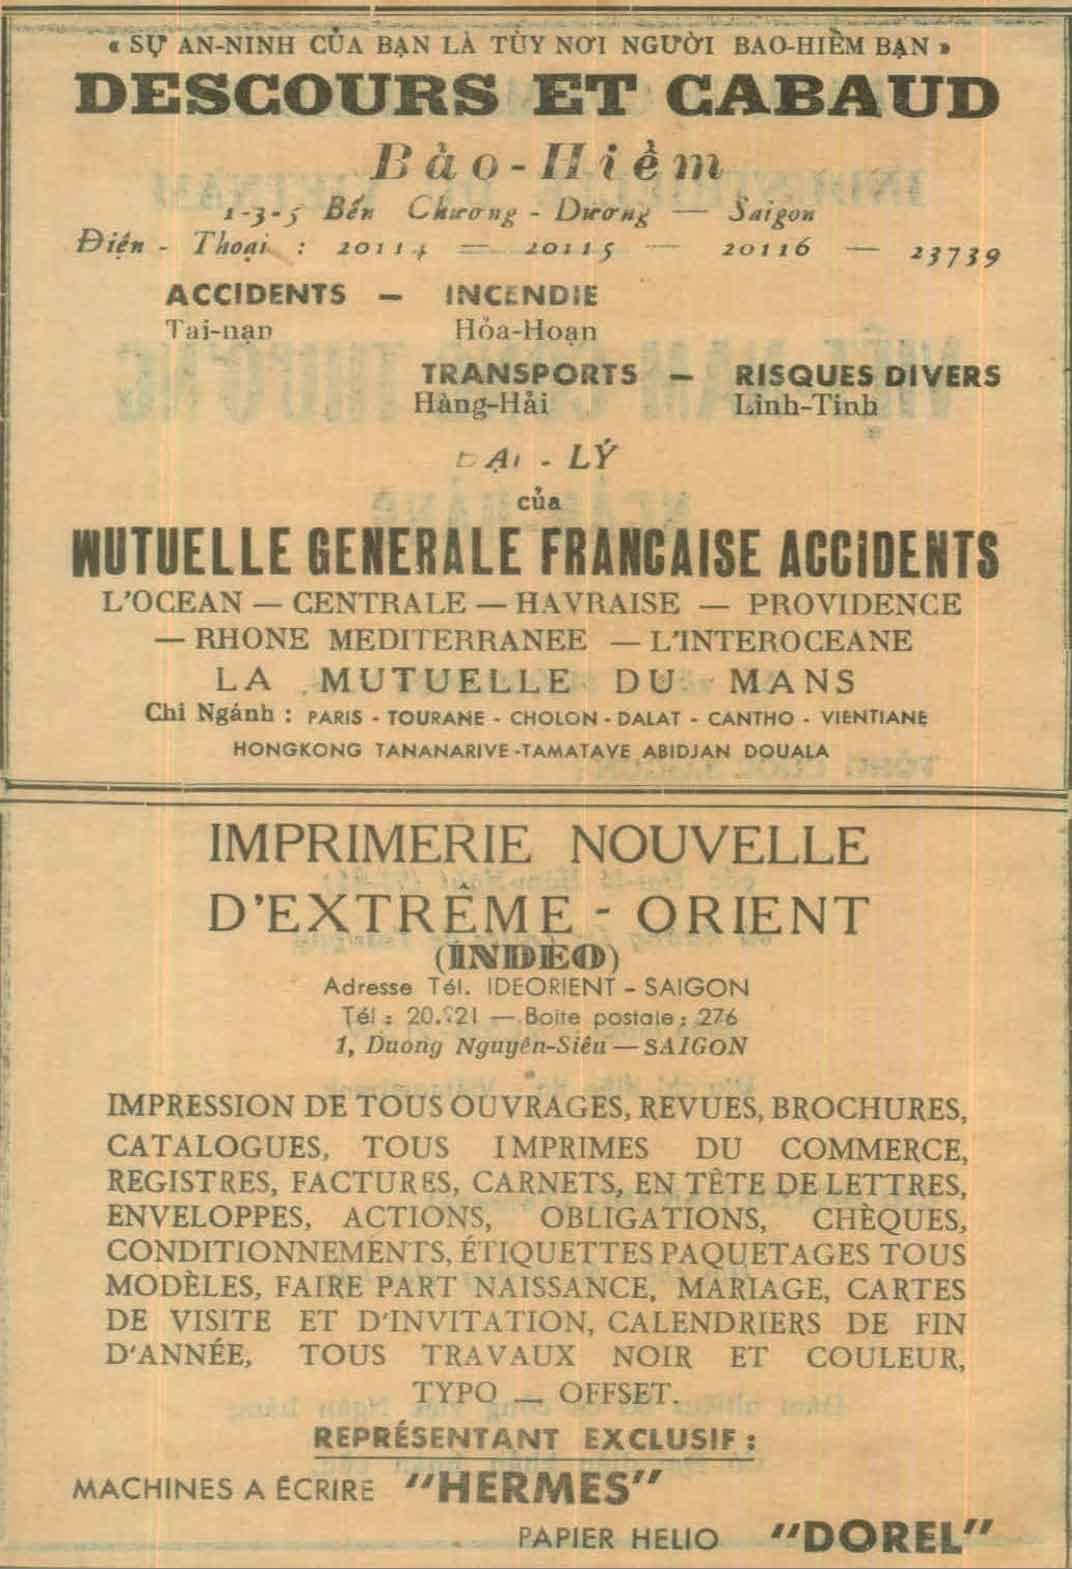 « SỰ AN-NINH CỦA BẠN LÀ TÙY NƠI NGƯỜI BAO-HIỂM BẠN »
DESCOURS ET CABAUD
Bảo-Hiểm
1-3-5 Bến Chương - Dương — Saigon
Điện - Thoại : 20114 — 20115 — 20116 — 23739
ACCIDENTS — INCENDIE
Tai-nạn Hỏa-Hoạn
TRANSPORTS — RISQUES DIVERS
Hàng-Hải Linh-Tinh
ĐẠI - LÝ
của
MUTUELLE GENERALE FRANCAISE ACCIDENTS
L'OCEAN — CENTRALE — HAVRAISE — PROVIDENCE
— RHONE MEDITERRANEE — L'INTEROCEANE
LA MUTUELLE DU MANS
Chi Ngánh : PARIS - TOURANE - CHOLON - DALAT - CANTHO - VIENTIANE
HONGKONG TANANARIVE -TAMATAVE ABIDJAN DOUALA
IMPRIMERIE NOUVELLE
D'EXTRÊME - ORIENT
(INDEO)
Adresse Tél. IDEORIENT - SAIGON
Tél : — Boite postale : 276
1, Duong Nguyên-Siêu — SAIGON
IMPRESSION DE TOUS OUVRAGES, REVUES, BROCHURES,
CATALOGUES, TOUS IMPRIMES DU COMMERCE,
REGISTRES, FACTURES, CARNETS, EN TÊTE DE LETTRES,
ENVELOPPES, ACTIONS, OBLIGATIONS, CHÈQUES,
CONDITIONNEMENTS, ÉTIQUETTES PAQUETAGES TOUS
MODÈLES, FAIRE PART NAISSANCE, MARIAGE, CARTES
DE VISITE ET D'INVITATION, CALENDRIERS DE FIN
D'ANNÉE, TOUS TRAVAUX NOIR ET COULEUR,
TYPO — OFFSET.
REPRÉSENTANT EXCLUSIF :
MACHINES A ÉCRIRE "HERMES"
PAPIER HELIO "DOREL"